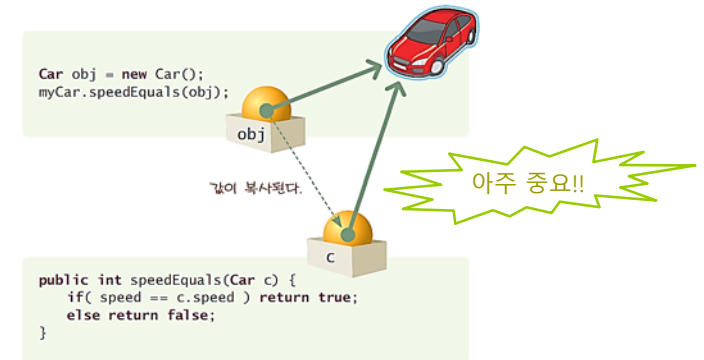 Car obj = new Car();
myCar.speedEquals(obj);
obj
값이 복사된다.
아주 중요!!
c
public int speedEquals(Car c) {
    if( speed == c.speed ) return true;
    else return false;
}